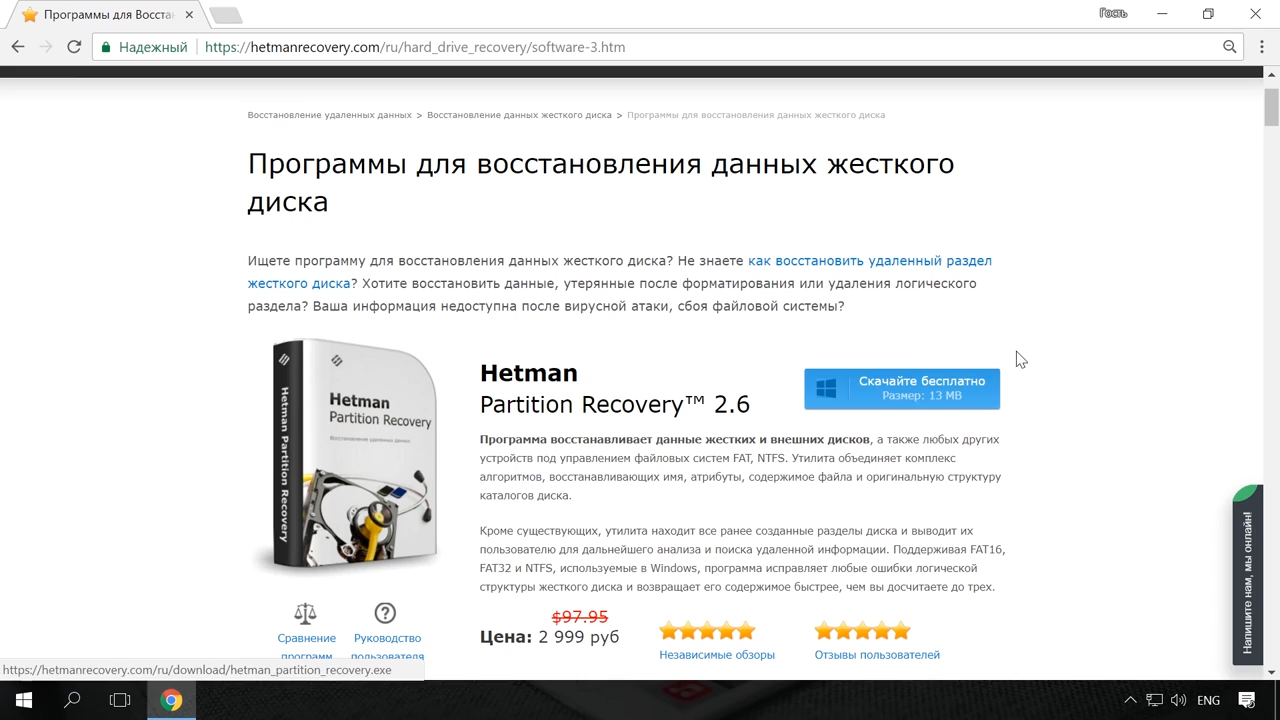 Программы для Восста
Гость
Надежный
https://hetmanrecovery.com/ru/hard_drive_recovery/software-3.htm
Восстановление удаленных данных > Восстановление данных жесткого диска > Программы для восстановления данных жесткого диска
Программы для восстановления данных жесткого
диска
Ищете программу для восстановления данных жесткого диска? Не знаете как восстановить удаленный раздел
жесткого диска? Хотите восстановить данные, утерянные после форматирования или удаления логического
раздела? Ваша информация недоступна после вирусной атаки, сбоя файловой системы?
Hetman Partition Recovery
Hetman
Partition Recovery
Восстановление удаленных данных
Hetman
Partition Recovery™ 2.6
Скачайте бесплатно
Размер: 13 MB
Программа восстанавливает данные жестких и внешних дисков, а также любых других
устройств под управлением файловых систем FAT, NTFS. Утилита объединяет комплекс
алгоритмов, восстанавливающих имя, атрибуты, содержимое файла и оригинальную структуру
каталогов диска.
Кроме существующих, утилита находит все ранее созданные разделы диска и выводит их
пользователю для дальнейшего анализа и поиска удаленной информации. Поддерживая FAT16,
FAT32 и NTFS, используемые в Windows, программа исправляет любые ошибки логической
структуры жесткого диска и возвращает его содержимое быстрее, чем вы досчитаете до трех.
$97.95
Цена: 2 999 руб
Независимые обзоры
Отзывы пользователей
Сравнение
программ
Руководство
пользователя
Напишите нам, мы онлайн!
https://hetmanrecovery.com/ru/download/hetman_partition_recovery.exe
ENG